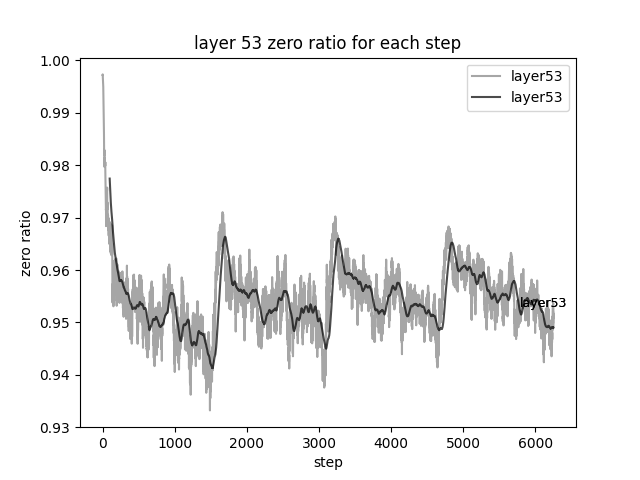 layer 53 zero ratio for each step
1.00
0.99
0.98
0.97
0.96
0.95
0.94
0.93
zero ratio
layer53
layer53
layer53
0
1000
2000
3000
4000
5000
6000
step